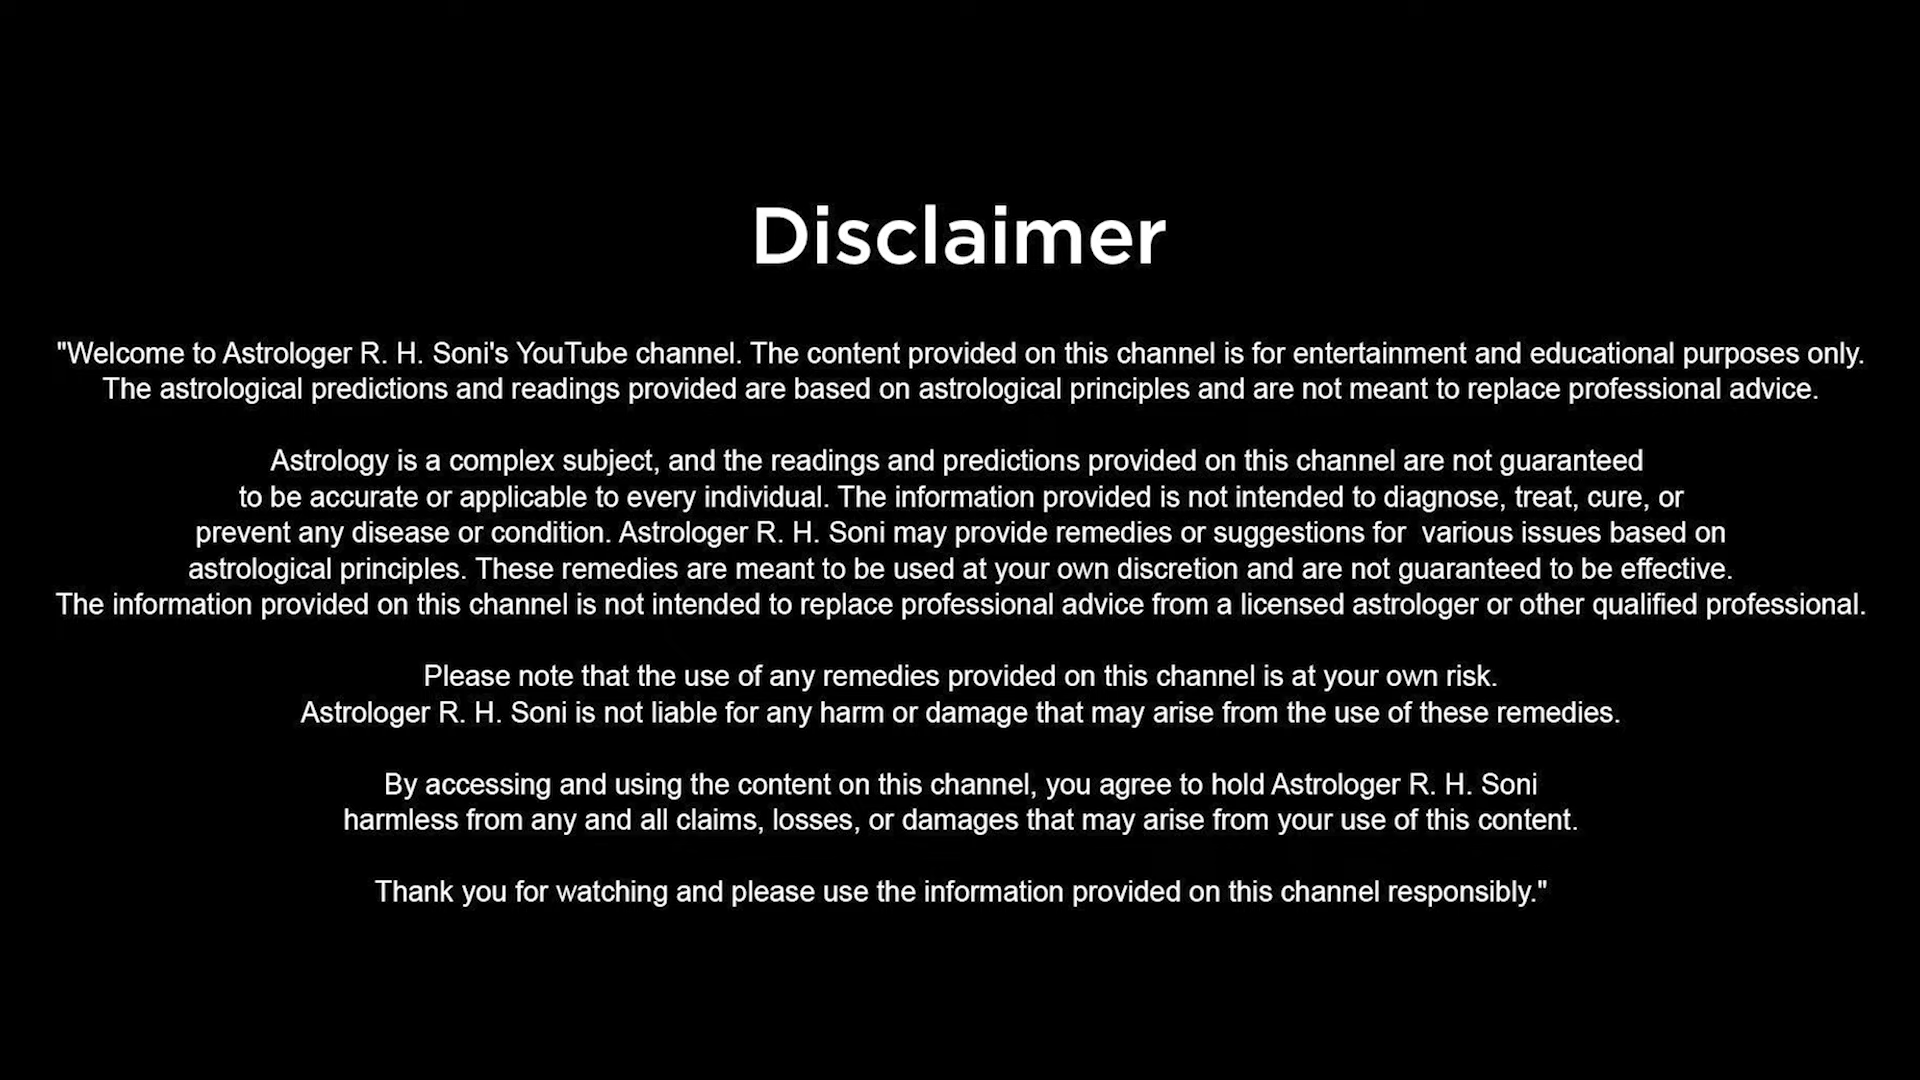 Disclaimer
"Welcome to Astrologer R. H. Soni's YouTube channel. The content provided on this channel is for entertainment and educational purposes only.
The astrological predictions and readings provided are based on astrological principles and are not meant to replace professional advice.
Astrology is a complex subject, and the readings and predictions provided on this channel are not guaranteed
to be accurate or applicable to every individual. The information provided is not intended to diagnose, treat, cure, or
prevent any disease or condition. Astrologer R. H. Soni may provide remedies or suggestions for  various issues based on
astrological principles. These remedies are meant to be used at your own discretion and are not guaranteed to be effective.
The information provided on this channel is not intended to replace professional advice from a licensed astrologer or other qualified professional.
Please note that the use of any remedies provided on this channel is at your own risk.
Astrologer R. H. Soni is not liable for any harm or damage that may arise from the use of these remedies.
By accessing and using the content on this channel, you agree to hold Astrologer R. H. Soni
harmless from any and all claims, losses, or damages that may arise from your use of this content.
Thank you for watching and please use the information provided on this channel responsibly."